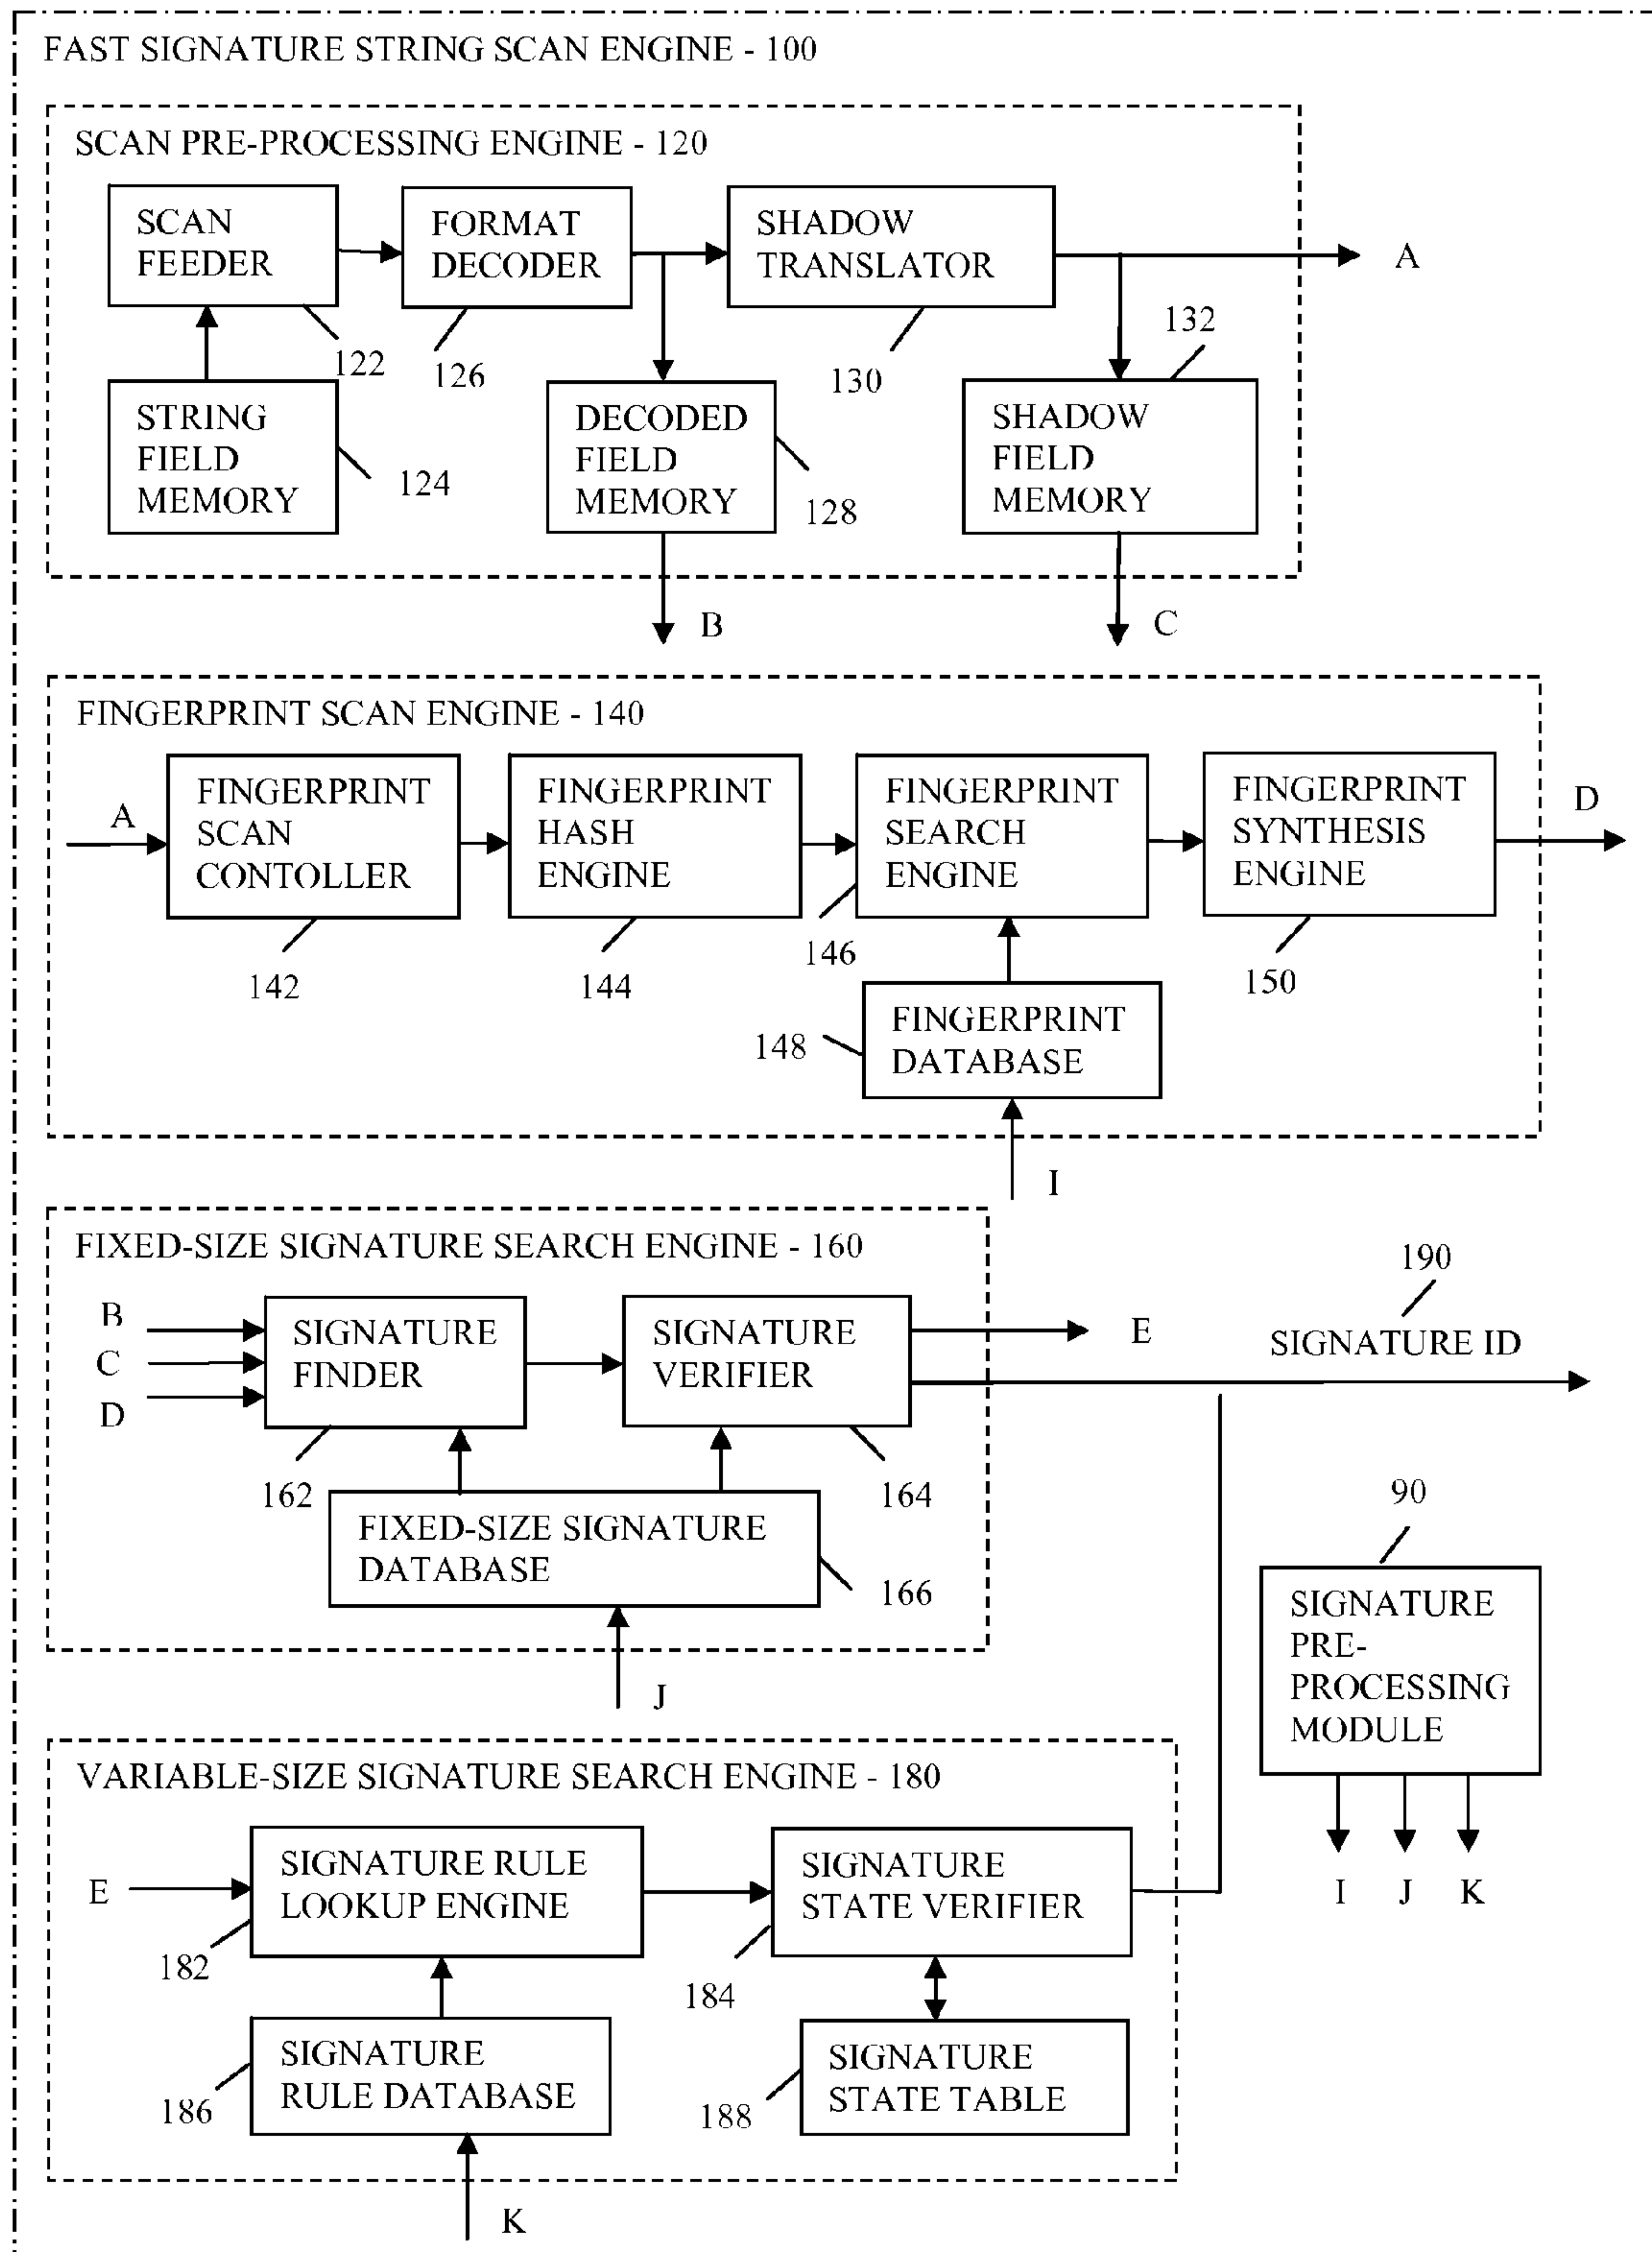 FAST SIGNATURE STRING SCAN ENGINE - 100
SCAN PRE-PROCESSING ENGINE - 120
SCAN
FEEDER
FORMAT
DECODER
SHADOW
TRANSLATOR
A
122
126
130
132
STRING
FIELD
MEMORY
124
DECODED
FIELD
MEMORY
128
SHADOW
FIELD
MEMORY
B
C
FINGERPRINT SCAN ENGINE - 140
A
FINGERPRINT
SCAN
CONTOLLER
FINGERPRINT
HASH
ENGINE
FINGERPRINT
SEARCH
ENGINE
FINGERPRINT
SYNTHESIS
ENGINE
D
142
144
146
150
148
FINGERPRINT
DATABASE
I
FIXED-SIZE SIGNATURE SEARCH ENGINE - 160
B
C
D
SIGNATURE
FINDER
SIGNATURE
VERIFIER
E
190
SIGNATURE ID
162
164
FIXED-SIZE SIGNATURE
DATABASE
166
J
90
SIGNATURE
PRE-
PROCESSING
MODULE
I
J
K
VARIABLE-SIZE SIGNATURE SEARCH ENGINE - 180
E
SIGNATURE RULE
LOOKUP ENGINE
SIGNATURE
STATE VERIFIER
182
184
SIGNATURE
RULE DATABASE
186
SIGNATURE
STATE TABLE
188
K